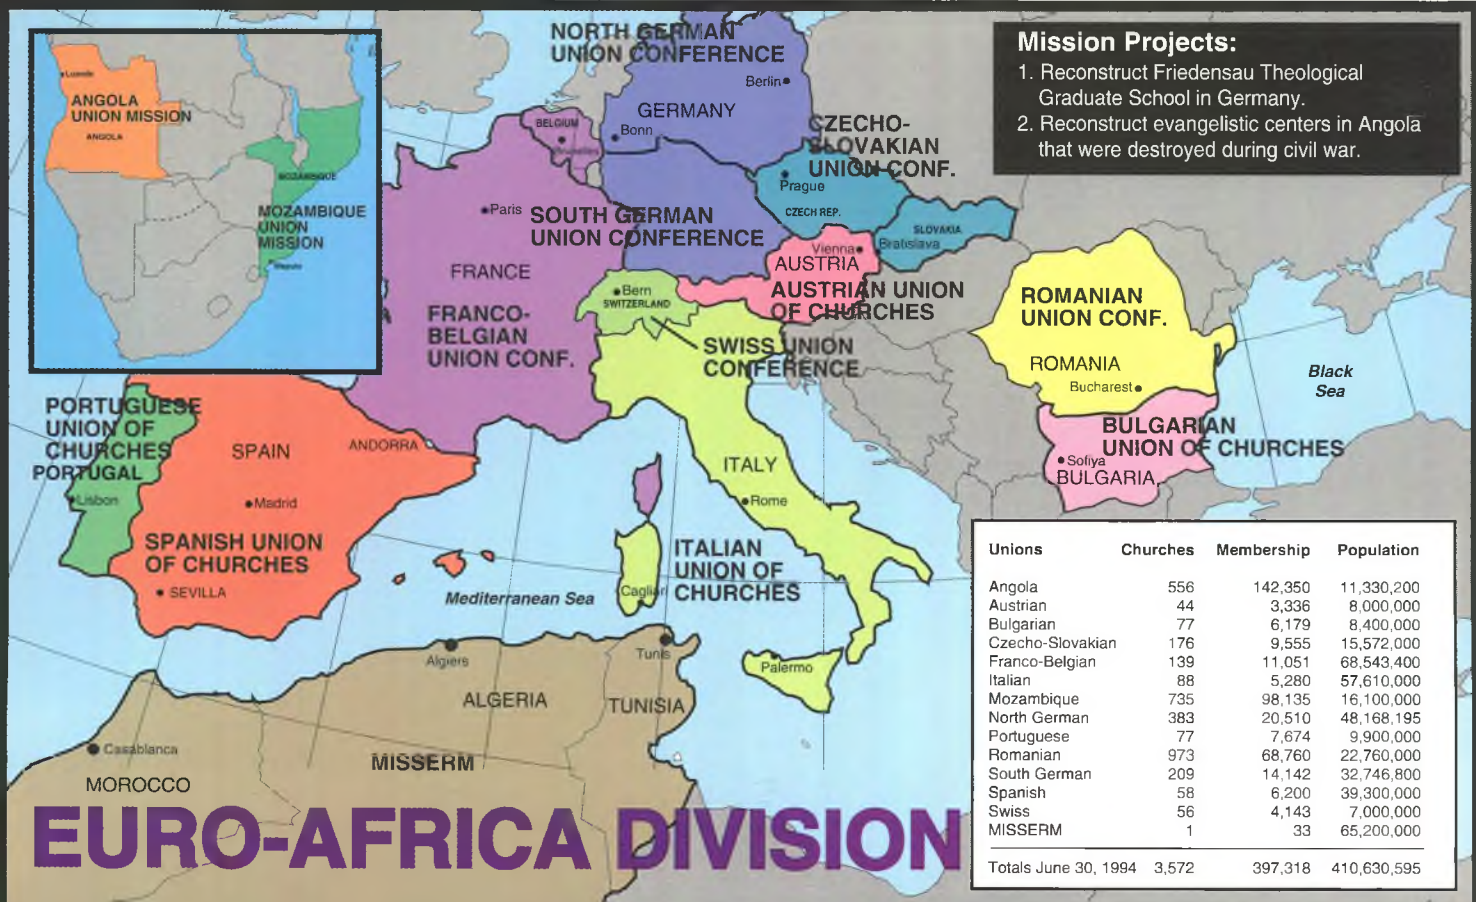 NORTH GERMAN
UNION CONFERENCE
Berlin
GERMANY
Bonn
BELGIUM
Brussels
CZECHO-
SLOVAKIAN
UNION CONF.
Prague
CZECH REP.
SLOVAKIA
Bratislava
Mission Projects:
1. Reconstruct Friedensau Theological
Graduate School in Germany.
2. Reconstruct evangelistic centers in Angola
that were destroyed during civil war.
Luanda
ANGOLA
UNION MISSION
ANGOLA
MOZAMBIQUE
MOZAMBIQUE
UNION
MISSION
Maputo
Paris
SOUTH GERMAN
UNION CONFERENCE
FRANCE
FRANCO-
BELGIAN
UNION CONF.
Vienna
AUSTRIA
AUSTRIAN UNION
OF CHURCHES
Bern
SWITZERLAND
SWISS UNION
CONFERENCE
ROMANIAN
UNION CONF.
ROMANIA
Bucharest
Black
Sea
BULGARIAN
UNION OF CHURCHES
Sofiya
BULGARIA
PORTUGUESE
UNION OF
CHURCHES
PORTUGAL
Lisbon
SPAIN
ANDORRA
Madrid
SPANISH UNION
OF CHURCHES
SEVILLA
ITALY
Rome
ITALIAN
UNION OF
CHURCHES
Cagliari
Mediterranean Sea
Palermo
Algiers
Tunis
ALGERIA
TUNISIA
Casablanca
MOROCCO
MISSERM
EURO-AFRICA DIVISION
Unions Churches Membership Population
Angola 556 142,350 11,330,200
Austrian 44 3,336 8,000,000
Bulgarian 77 6,179 8,400,000
Czecho-Slovakian 176 9,555 15,572,000
Franco-Belgian 139 11,051 68,543,400
Italian 88 5,280 57,610,000
Mozambique 735 98,135 16,100,000
North German 383 20,510 48,168,195
Portuguese 77 7,674 9,900,000
Romanian 973 68,760 22,760,000
South German 209 14,142 32,746,800
Spanish 58 6,200 39,300,000
Swiss 56 4,143 7,000,000
MISSERM 1 33 65,200,000
Totals June 30, 1994 3,572 397,318 410,630,595